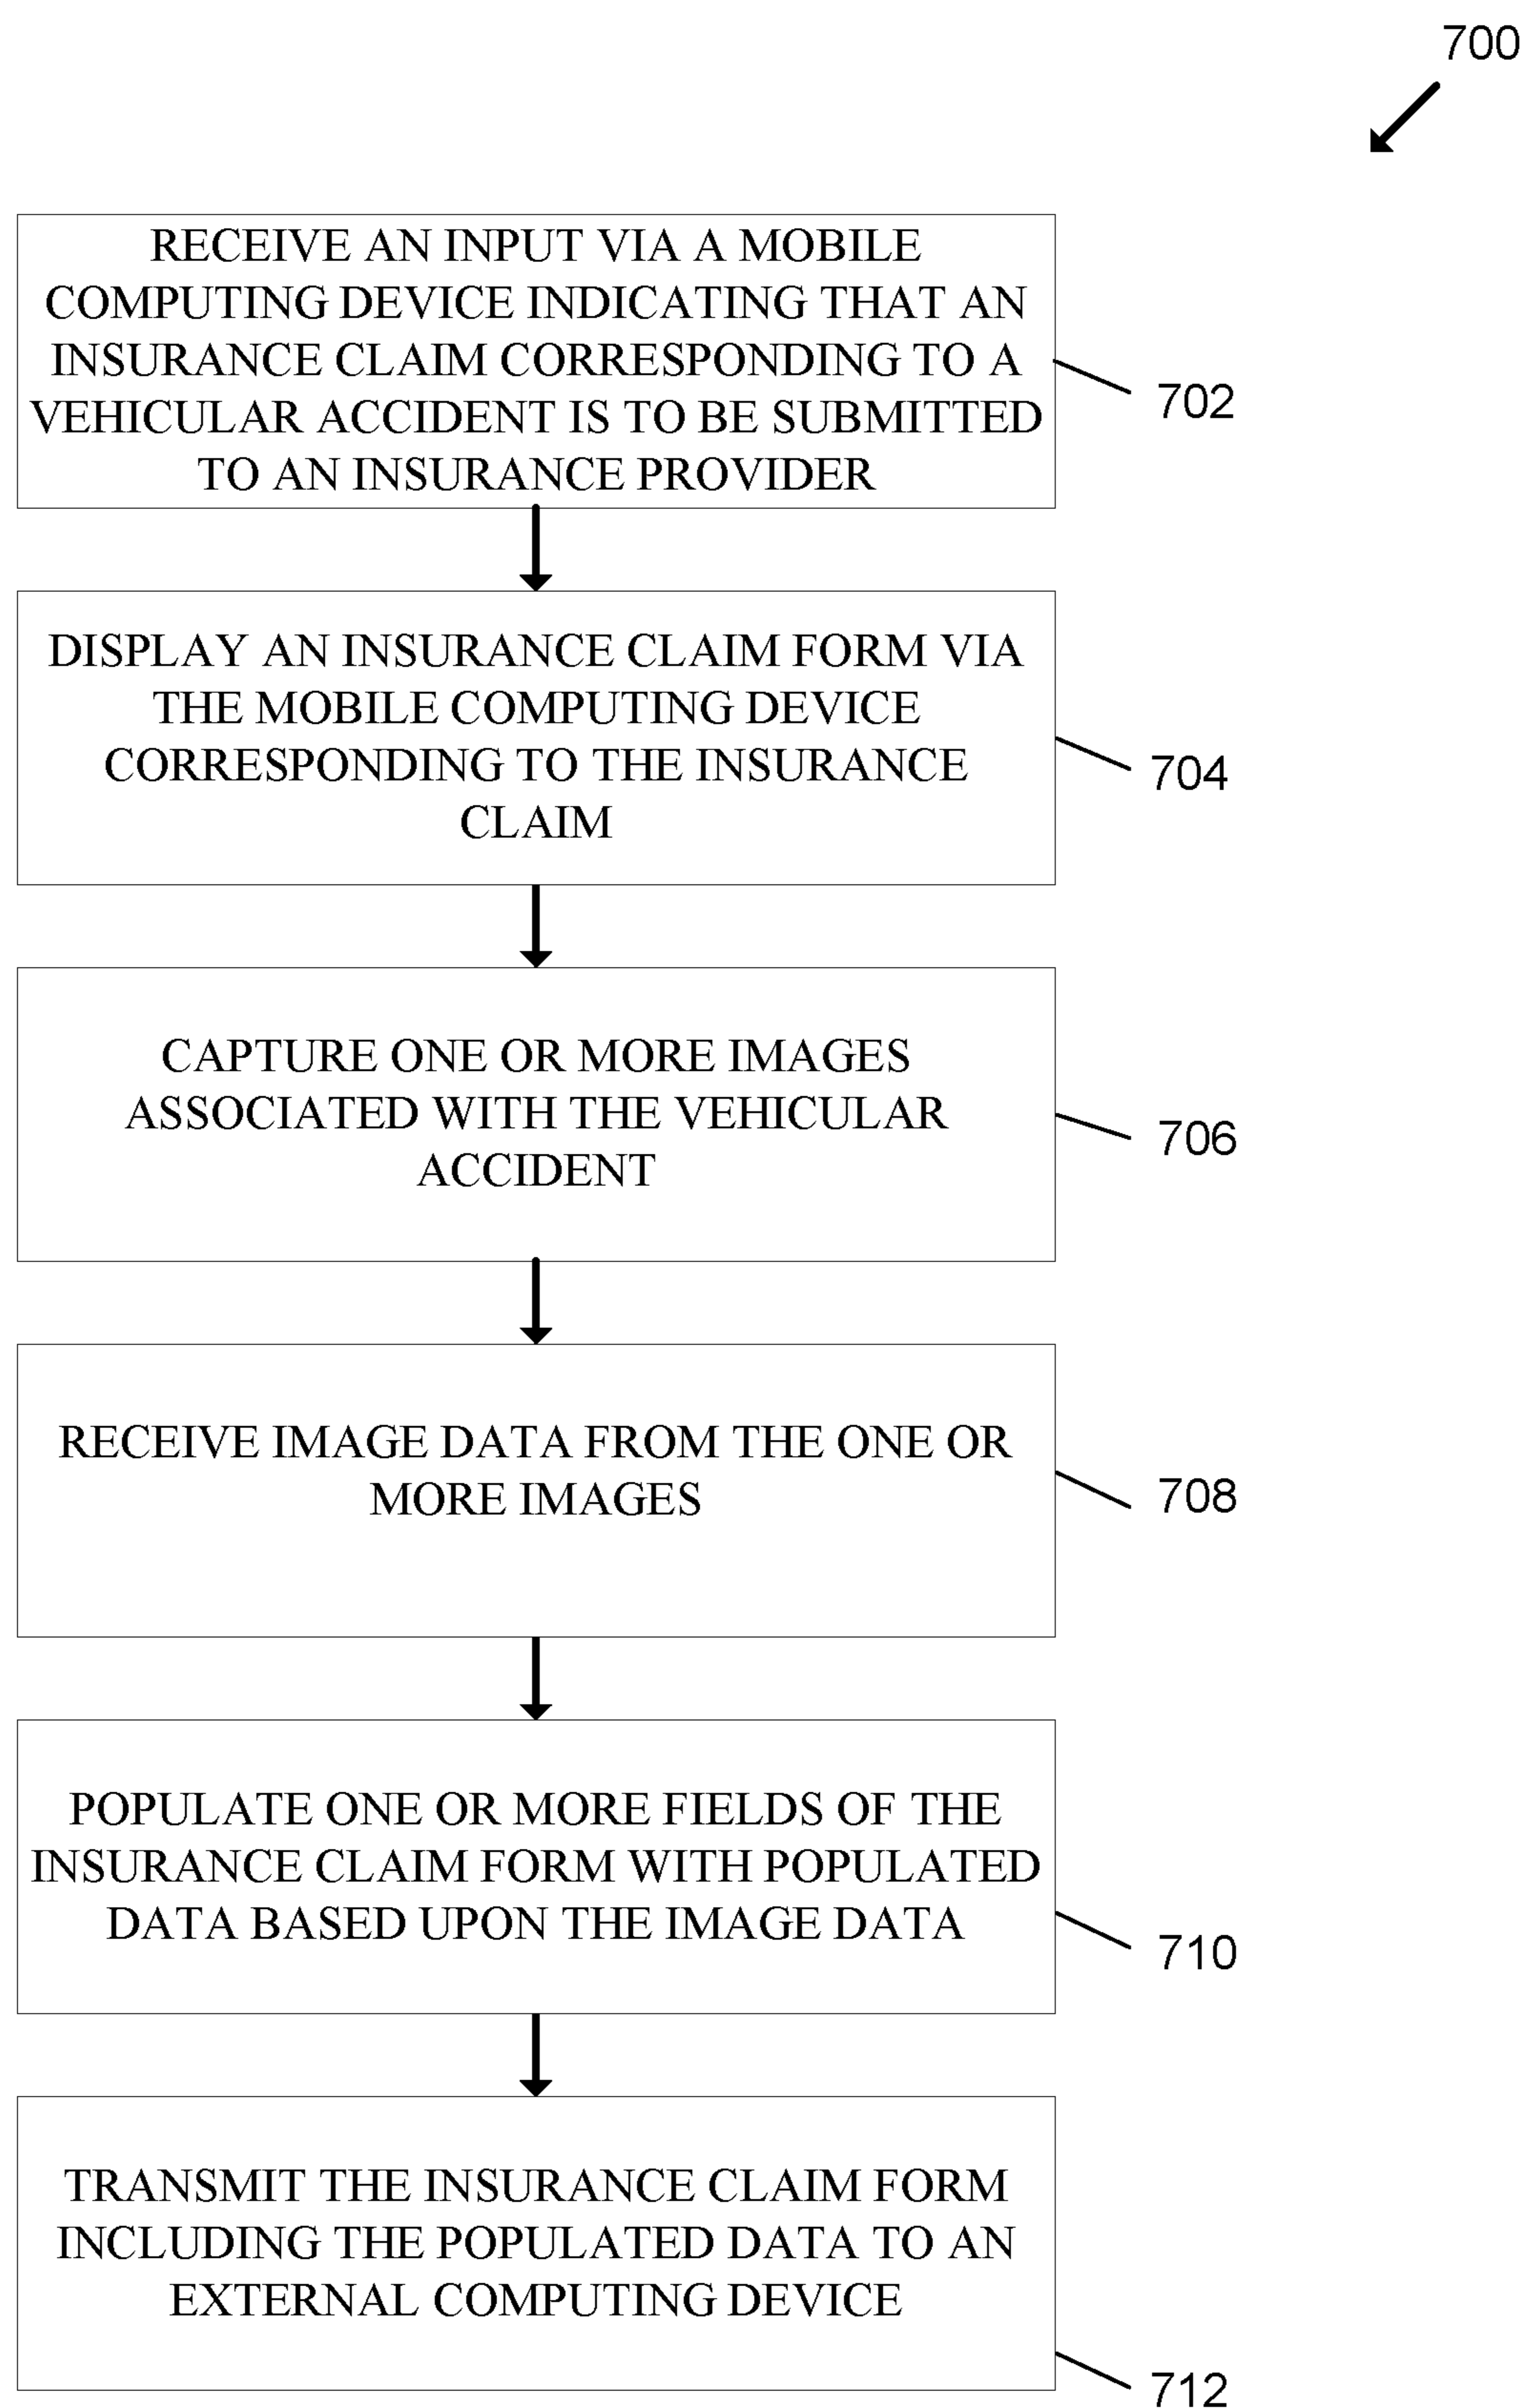 700
RECEIVE AN INPUT VIA A MOBILE
COMPUTING DEVICE INDICATING THAT AN
INSURANCE CLAIM CORRESPONDING TO A
VEHICULAR ACCIDENT IS TO BE SUBMITTED
TO AN INSURANCE PROVIDER
702
DISPLAY AN INSURANCE CLAIM FORM VIA
THE MOBILE COMPUTING DEVICE
CORRESPONDING TO THE INSURANCE
CLAIM
704
CAPTURE ONE OR MORE IMAGES
ASSOCIATED WITH THE VEHICULAR
ACCIDENT
706
RECEIVE IMAGE DATA FROM THE ONE OR
MORE IMAGES
708
POPULATE ONE OR MORE FIELDS OF THE
INSURANCE CLAIM FORM WITH POPULATED
DATA BASED UPON THE IMAGE DATA
710
TRANSMIT THE INSURANCE CLAIM FORM
INCLUDING THE POPULATED DATA TO AN
EXTERNAL COMPUTING DEVICE
712